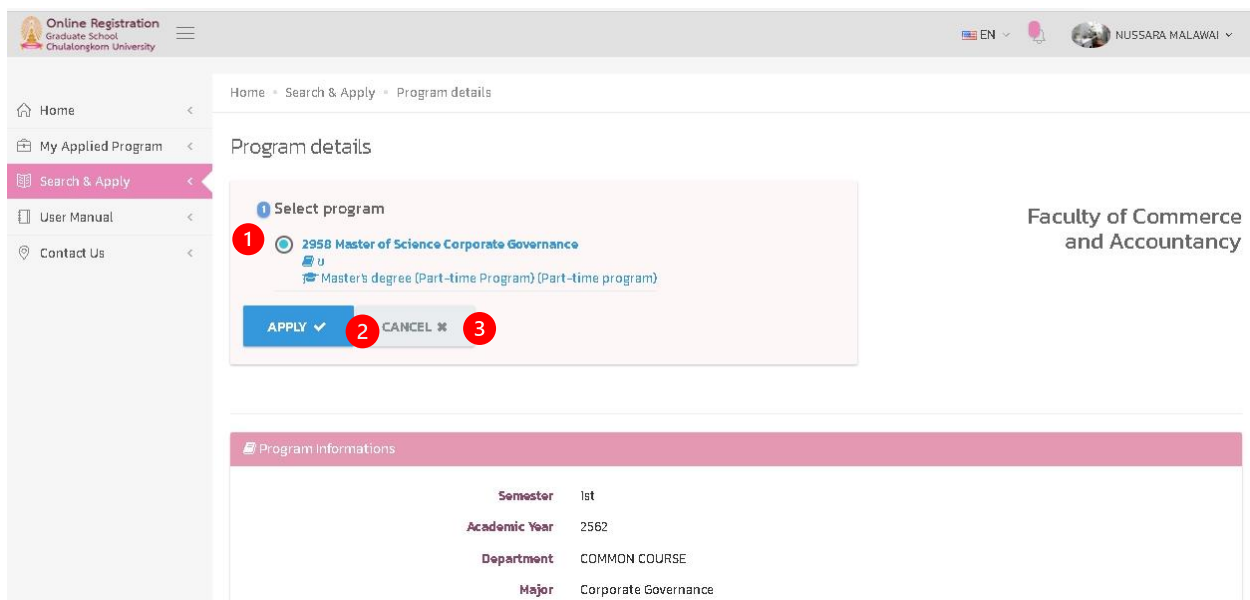 Online Registration
Graduate School
Chulalongkorn University
EN
NUSSARA MALAWAI
Home
My Applied Program
Search & Apply
User Manual
Contact Us
Home • Search & Apply • Program details
Program details
1 Select program
1
2958 Master of Science Corporate Governance
ข
Master's degree (Part-time Program) (Part-time program)
APPLY ✔ 2 CANCEL ✖ 3
Faculty of Commerce
and Accountancy
Program Informations
Semester 1st
Academic Year 2562
Department COMMON COURSE
Major Corporate Governance